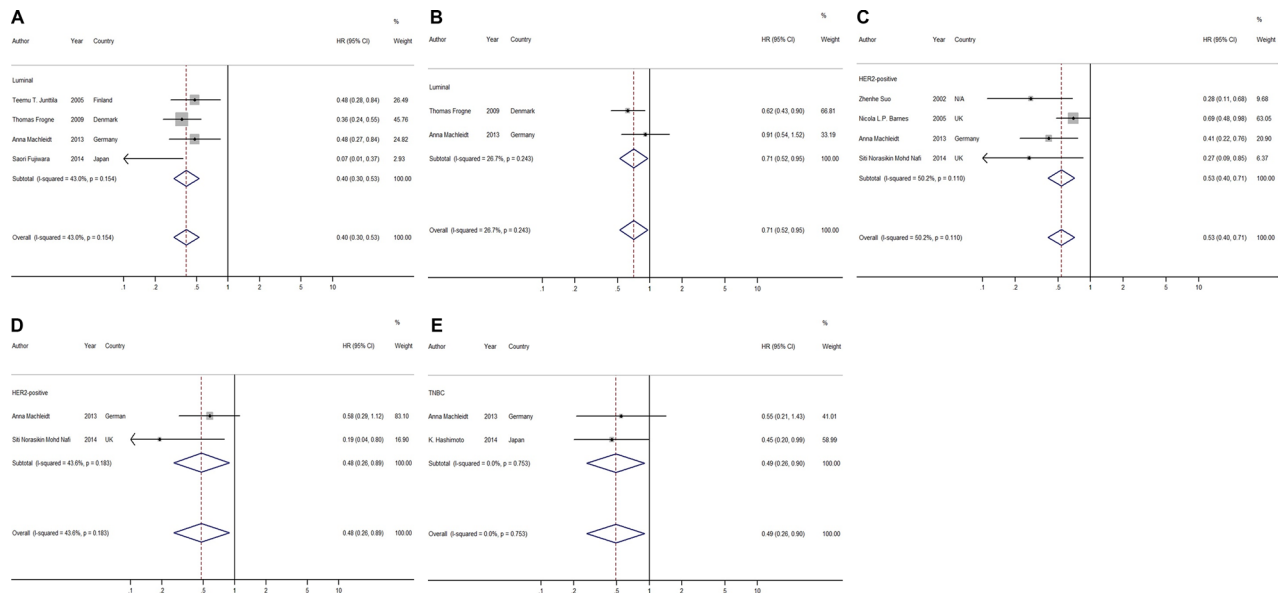 A
%
Author Year Country HR (95% CI) Weight
Luminal
Teemu T. Junttila 2005 Finland 0.48 (0.28, 0.84) 26.49
Thomas Frogne 2009 Denmark 0.36 (0.24, 0.55) 45.76
Anna Machleidt 2013 Germany 0.48 (0.27, 0.84) 24.82
Saori Fujiwara 2014 Japan 0.07 (0.01, 0.37) 2.93
Subtotal (I-squared = 43.0%, p = 0.154) 0.40 (0.30, 0.53) 100.00
Overall (I-squared = 43.0%, p = 0.154) 0.40 (0.30, 0.53) 100.00
.1 .2 .5 1 2 5 10
B
%
Author Year Country HR (95% CI) Weight
Luminal
Thomas Frogne 2009 Denmark 0.62 (0.43, 0.90) 66.81
Anna Machleidt 2013 Germany 0.91 (0.54, 1.52) 33.19
Subtotal (I-squared = 26.7%, p = 0.243) 0.71 (0.52, 0.95) 100.00
Overall (I-squared = 26.7%, p = 0.243) 0.71 (0.52, 0.95) 100.00
.1 .2 .5 1 2 5 10
C
%
Author Year Country HR (95% CI) Weight
HER2-positive
Zhenhe Suo 2002 N/A 0.28 (0.11, 0.68) 9.68
Nicola L.P. Barnes 2005 UK 0.69 (0.48, 0.98) 63.05
Anna Machleidt 2013 Germany 0.41 (0.22, 0.76) 20.90
Siti Norasikin Mohd Nafi 2014 UK 0.27 (0.09, 0.85) 6.37
Subtotal (I-squared = 50.2%, p = 0.110) 0.53 (0.40, 0.71) 100.00
Overall (I-squared = 50.2%, p = 0.110) 0.53 (0.40, 0.71) 100.00
.1 .2 .5 1 2 5 10
D
%
Author Year Country HR (95% CI) Weight
HER2-positive
Anna Machleidt 2013 German 0.58 (0.29, 1.12) 83.10
Siti Norasikin Mohd Nafi 2014 UK 0.19 (0.04, 0.80) 16.90
Subtotal (I-squared = 43.6%, p = 0.183) 0.48 (0.26, 0.89) 100.00
Overall (I-squared = 43.6%, p = 0.183) 0.48 (0.26, 0.89) 100.00
.1 .2 .5 1 2 5 10
E
%
Author Year Country HR (95% CI) Weight
TNBC
Anna Machleidt 2013 Germany 0.55 (0.21, 1.43) 41.01
K. Hashimoto 2014 Japan 0.45 (0.20, 0.99) 58.99
Subtotal (I-squared = 0.0%, p = 0.753) 0.49 (0.26, 0.90) 100.00
Overall (I-squared = 0.0%, p = 0.753) 0.49 (0.26, 0.90) 100.00
.1 .2 .5 1 2 5 10